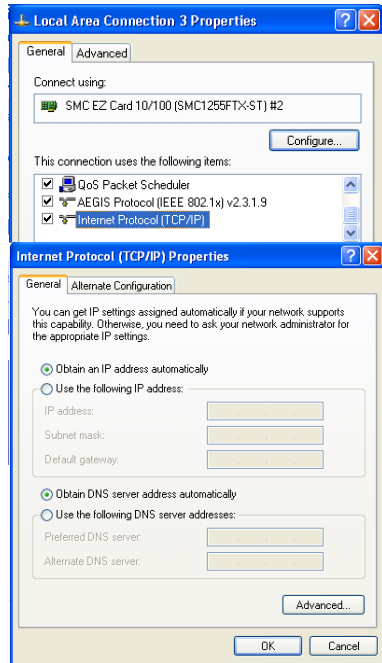 Local Area Connection 3 Properties
General Advanced
Connect using:
SMC EZ Card 10/100 (SMC1255FTX-ST) #2
Configure...
This connection uses the following items:
QoS Packet Scheduler
AEGIS Protocol (IEEE 802.1x) v2.3.1.9
Internet Protocol (TCP/IP)
Internet Protocol (TCP/IP) Properties
General Alternate Configuration
You can get IP settings assigned automatically if your network supports
this capability. Otherwise, you need to ask your network administrator for
the appropriate IP settings.
Obtain an IP address automatically
Use the following IP address:
IP address:
Subnet mask:
Default gateway:
Obtain DNS server address automatically
Use the following DNS server addresses:
Preferred DNS server:
Alternate DNS server:
Advanced...
OK Cancel